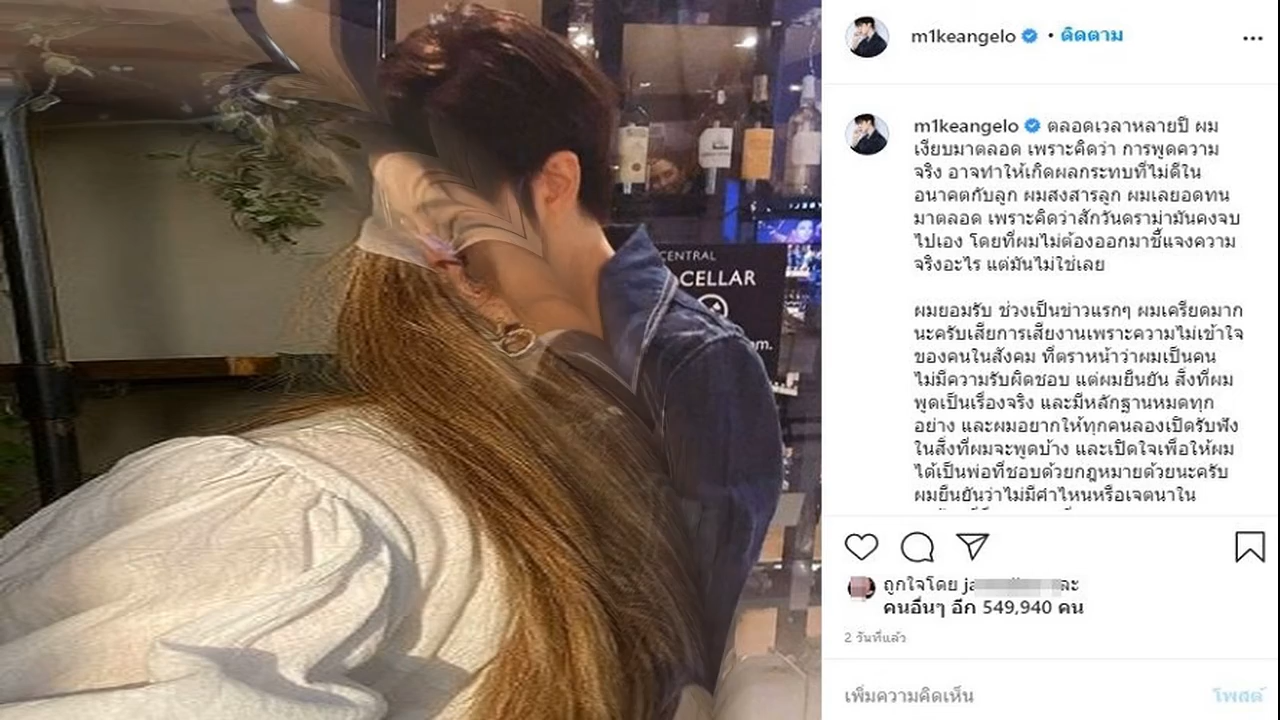 CENTRAL
CELLAR
m1keangelo • ติดตาม
m1keangelo ตลอดเวลาหลายปี ผม
เงียบมาตลอด เพราะคิดว่า การพูดความ
จริง อาจทำให้เกิดผลกระทบที่ไม่ดีใน
อนาคตกับลูก ผมสงสารลูก ผมเลยอดทน
มาตลอด เพราะคิดว่าสักวันดราม่ามันคงจบ
ไปเอง โดยที่ผมไม่ต้องออกมาชี้แจงความ
จริงอะไร แต่มันไม่ใช่เลย
ผมยอมรับ ช่วงเป็นข่าวแรกๆ ผมเครียดมาก
นะครับเสียการเสียงานเพราะความไม่เข้าใจ
ของคนในสังคม ที่ตราหน้าว่าผมเป็นคน
ไม่มีความรับผิดชอบ แต่ผมยืนยัน สิ่งที่ผม
พูดเป็นเรื่องจริง และมีหลักฐานหมดทุก
อย่าง และผมอยากให้ทุกคนลองเปิดรับฟัง
ในสิ่งที่ผมจะพูดบ้าง และเปิดใจเพื่อให้ผม
ได้เป็นพ่อที่ชอบด้วยกฎหมายด้วยนะครับ
ผมยืนยันว่าไม่มีคำไหนหรือเจตนาใน
ถูกใจโดย ja และ
คนอื่นๆ อีก 549,940 คน
2 วันที่แล้ว
เพิ่มความคิดเห็น โพสต์